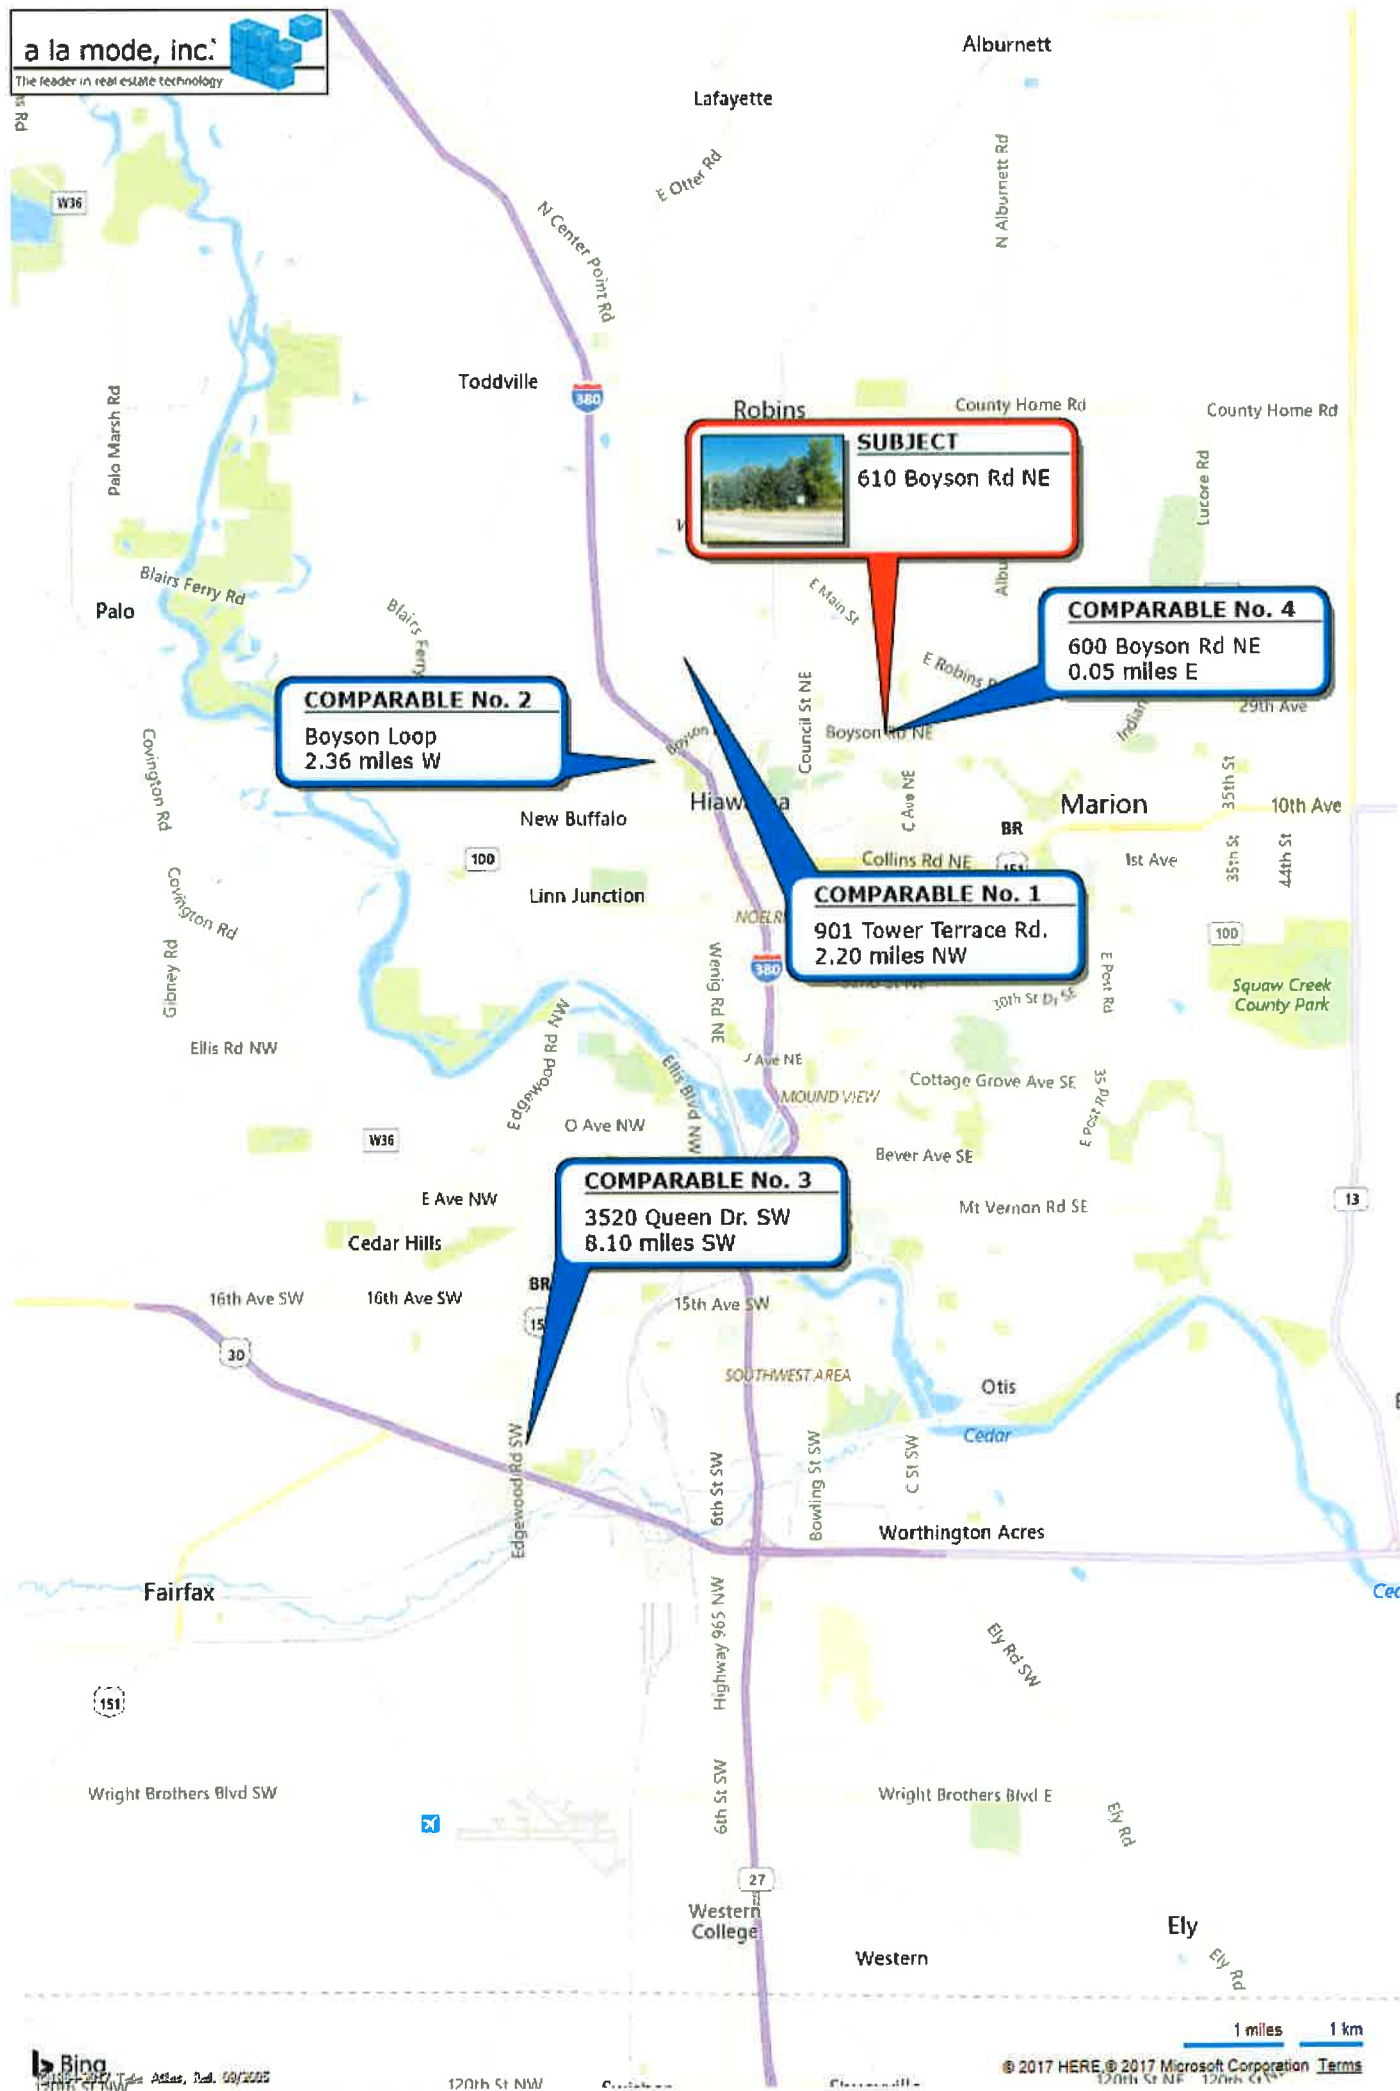 a la mode, inc.
The leader in real estate technology
Alburnett
Lafayette
E Otter Rd
N Alburnett Rd
W36
N Center Point Rd
Toddville
380
Palo Marsh Rd
Robins
County Home Rd
County Home Rd
SUBJECT
610 Boyson Rd NE
Lucore Rd
Blairs Ferry Rd
Palo
Blairs Ferry
E Main St
COMPARABLE No. 4
600 Boyson Rd NE
0.05 miles E
E Robins
29th Ave
Indian
COMPARABLE No. 2
Boyson Loop
2.36 miles W
Covington Rd
Boyson
Council St NE
Boyson Rd NE
C Ave NE
Marion
35th St
10th Ave
New Buffalo
BR
100
Collins Rd NE
151
1st Ave
35th St
44th St
Linn Junction
COMPARABLE No. 1
901 Tower Terrace Rd.
2.20 miles NW
Covington Rd
Gibney Rd
100
380
Wenig Rd NE
30th St Dr SE
E Post Rd
Squaw Creek
County Park
Ellis Rd NW
Edgewood Rd NW
Ellis Blvd NW
J Ave NE
Cottage Grove Ave SE
MOUND VIEW
35
E Post Rd
O Ave NW
W36
Bever Ave SE
COMPARABLE No. 3
3520 Queen Dr. SW
8.10 miles SW
E Ave NW
Mt Vernon Rd SE
13
Cedar Hills
BR
16th Ave SW
16th Ave SW
15th Ave SW
30
SOUTHWEST AREA
Otis
Cedar
Edgewood Rd SW
6th St SW
Bowling St SW
C St SW
Worthington Acres
Fairfax
Highway 965 NW
Ely Rd SW
151
Wright Brothers Blvd SW
6th St SW
Wright Brothers Blvd E
Ely Rd
27
Western
College
Ely
Western
Ely Rd
1 miles
1 km
Bing
© 2017 HERE, © 2017 Microsoft Corporation Terms
120th St NW
120th St NE